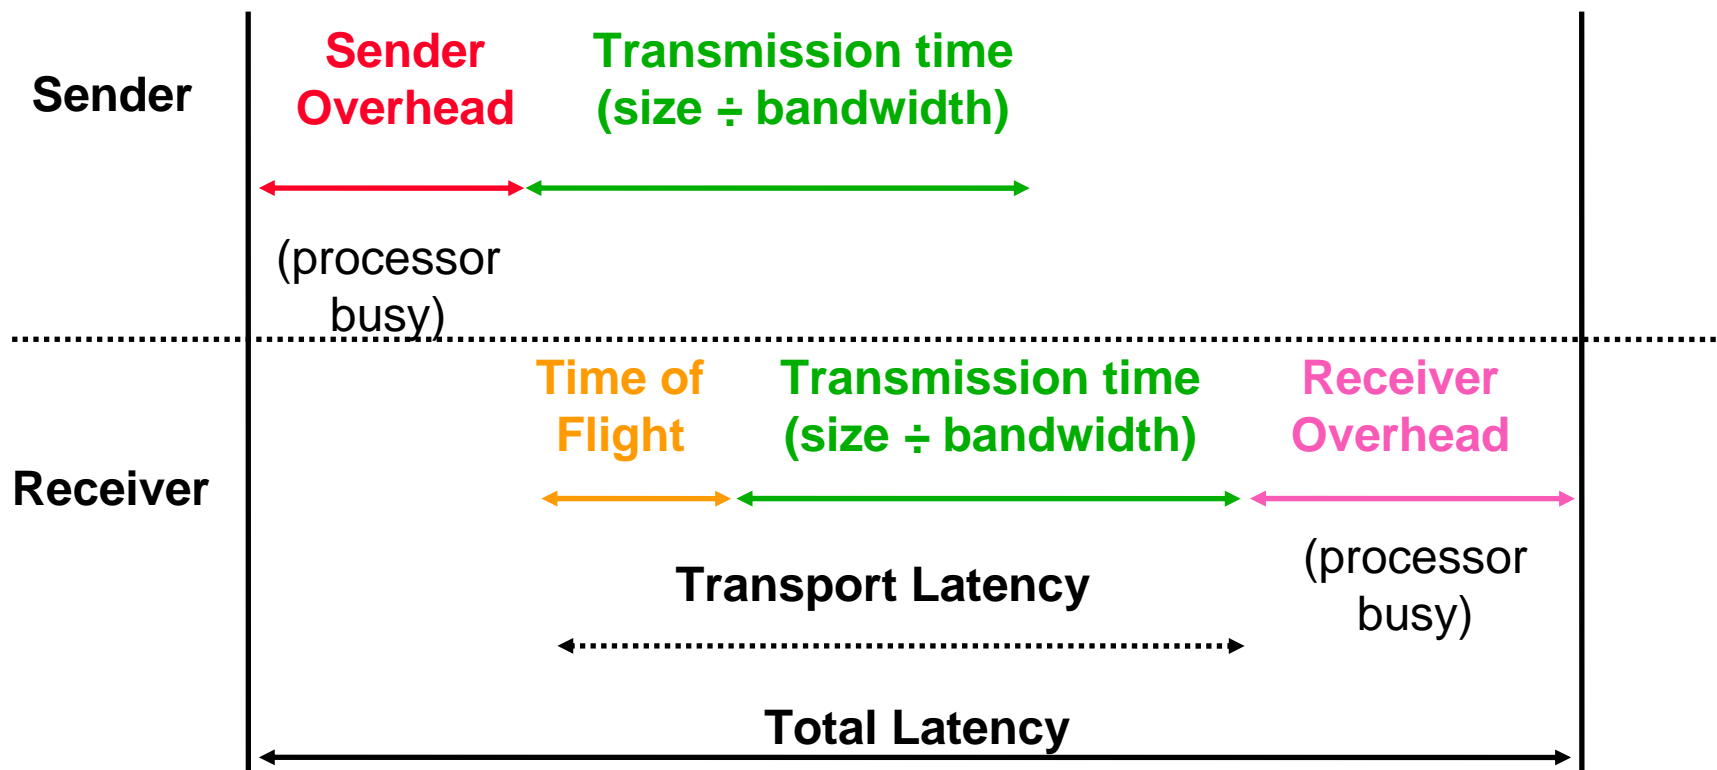 Sender
Sender
Overhead
Transmission time
(size ÷ bandwidth)
(processor
busy)
Receiver
Time of
Flight
Transmission time
(size ÷ bandwidth)
Receiver
Overhead
(processor
busy)
Transport Latency
Total Latency